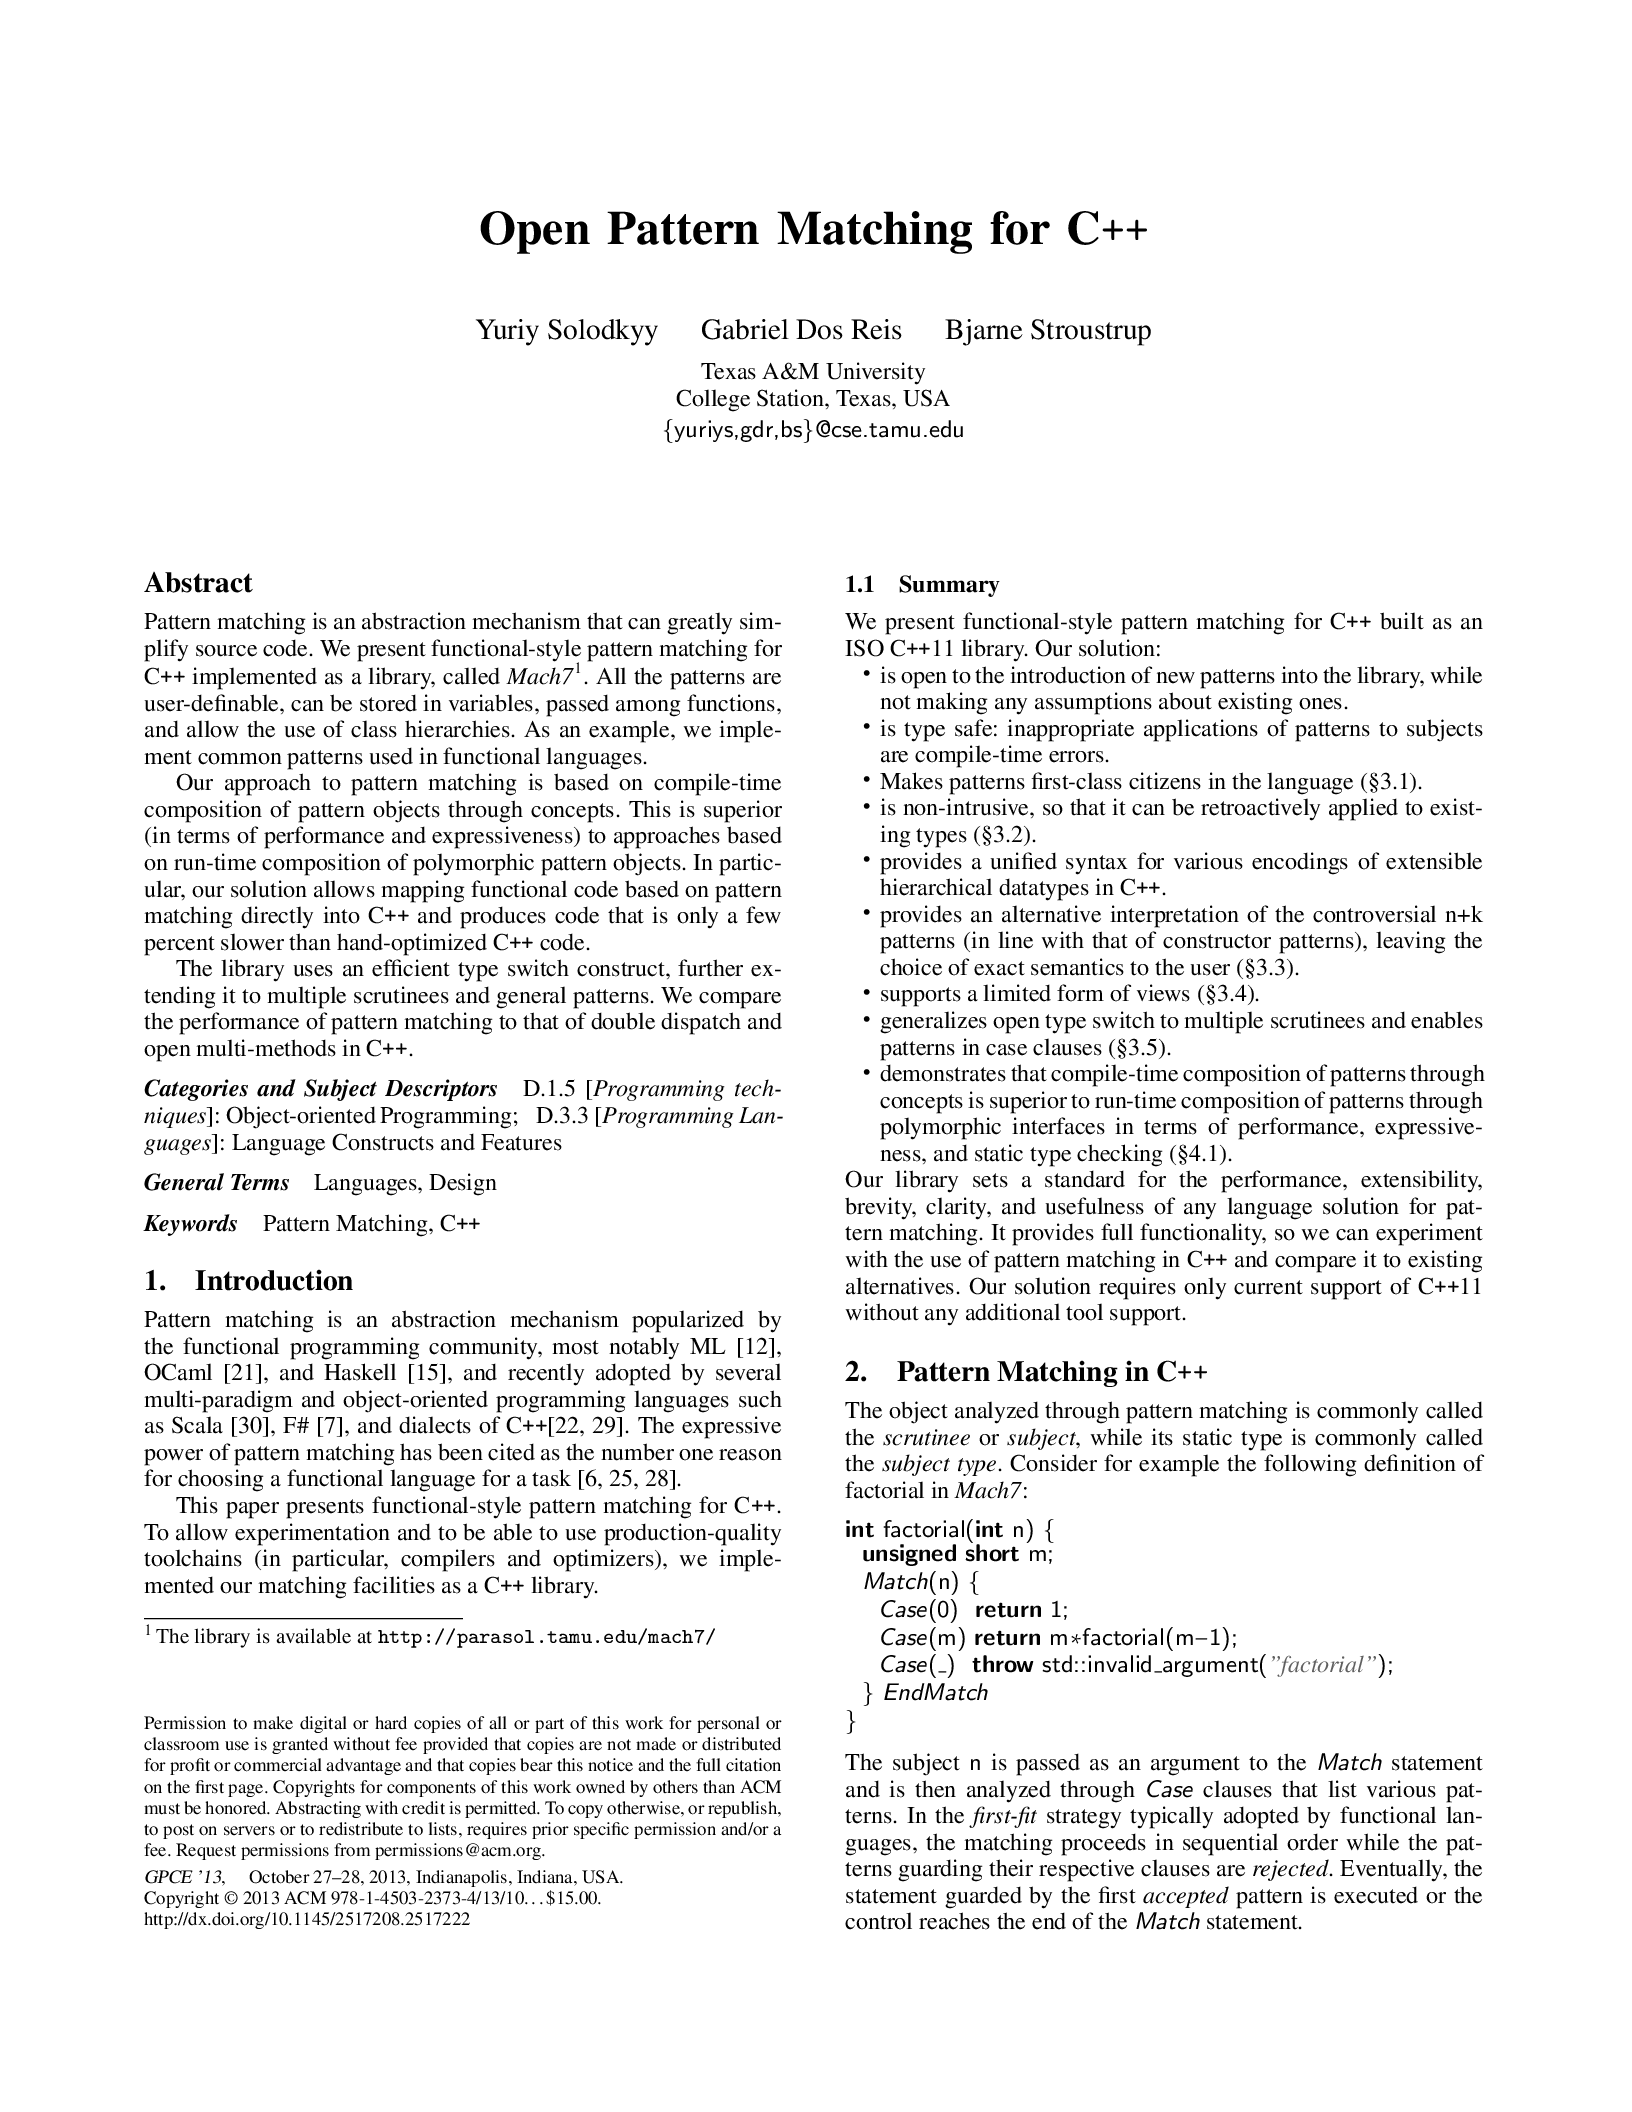 Open Pattern Matching for C++
Yuriy Solodkyy Gabriel Dos Reis Bjarne Stroustrup
Texas A&M University
College Station, Texas, USA
{yuriys,gdr,bs}@cse.tamu.edu
Abstract
Pattern matching is an abstraction mechanism that can greatly sim-
plify source code. We present functional-style pattern matching for
C++ implemented as a library, called Mach7¹. All the patterns are
user-definable, can be stored in variables, passed among functions,
and allow the use of class hierarchies. As an example, we imple-
ment common patterns used in functional languages.
Our approach to pattern matching is based on compile-time
composition of pattern objects through concepts. This is superior
(in terms of performance and expressiveness) to approaches based
on run-time composition of polymorphic pattern objects. In partic-
ular, our solution allows mapping functional code based on pattern
matching directly into C++ and produces code that is only a few
percent slower than hand-optimized C++ code.
The library uses an efficient type switch construct, further ex-
tending it to multiple scrutinees and general patterns. We compare
the performance of pattern matching to that of double dispatch and
open multi-methods in C++.
Categories and Subject Descriptors D.1.5 [Programming tech-
niques]: Object-oriented Programming; D.3.3 [Programming Lan-
guages]: Language Constructs and Features
General Terms Languages, Design
Keywords Pattern Matching, C++
1. Introduction
Pattern matching is an abstraction mechanism popularized by
the functional programming community, most notably ML [12],
OCaml [21], and Haskell [15], and recently adopted by several
multi-paradigm and object-oriented programming languages such
as Scala [30], F# [7], and dialects of C++[22, 29]. The expressive
power of pattern matching has been cited as the number one reason
for choosing a functional language for a task [6, 25, 28].
This paper presents functional-style pattern matching for C++.
To allow experimentation and to be able to use production-quality
toolchains (in particular, compilers and optimizers), we imple-
mented our matching facilities as a C++ library.
¹ The library is available at http://parasol.tamu.edu/mach7/
Permission to make digital or hard copies of all or part of this work for personal or
classroom use is granted without fee provided that copies are not made or distributed
for profit or commercial advantage and that copies bear this notice and the full citation
on the first page. Copyrights for components of this work owned by others than ACM
must be honored. Abstracting with credit is permitted. To copy otherwise, or republish,
to post on servers or to redistribute to lists, requires prior specific permission and/or a
fee. Request permissions from permissions@acm.org.
GPCE '13, October 27–28, 2013, Indianapolis, Indiana, USA.
Copyright © 2013 ACM 978-1-4503-2373-4/13/10...$15.00.
http://dx.doi.org/10.1145/2517208.2517222
1.1 Summary
We present functional-style pattern matching for C++ built as an
ISO C++11 library. Our solution:
• is open to the introduction of new patterns into the library, while
not making any assumptions about existing ones.
• is type safe: inappropriate applications of patterns to subjects
are compile-time errors.
• Makes patterns first-class citizens in the language (§3.1).
• is non-intrusive, so that it can be retroactively applied to exist-
ing types (§3.2).
• provides a unified syntax for various encodings of extensible
hierarchical datatypes in C++.
• provides an alternative interpretation of the controversial n+k
patterns (in line with that of constructor patterns), leaving the
choice of exact semantics to the user (§3.3).
• supports a limited form of views (§3.4).
• generalizes open type switch to multiple scrutinees and enables
patterns in case clauses (§3.5).
• demonstrates that compile-time composition of patterns through
concepts is superior to run-time composition of patterns through
polymorphic interfaces in terms of performance, expressive-
ness, and static type checking (§4.1).
Our library sets a standard for the performance, extensibility,
brevity, clarity, and usefulness of any language solution for pat-
tern matching. It provides full functionality, so we can experiment
with the use of pattern matching in C++ and compare it to existing
alternatives. Our solution requires only current support of C++11
without any additional tool support.
2. Pattern Matching in C++
The object analyzed through pattern matching is commonly called
the scrutinee or subject, while its static type is commonly called
the subject type. Consider for example the following definition of
factorial in Mach7:
int factorial(int n) {
unsigned short m;
Match(n) {
Case(0) return 1;
Case(m) return m*factorial(m−1);
Case(_) throw std::invalid_argument(”factorial”);
} EndMatch
}
The subject n is passed as an argument to the Match statement
and is then analyzed through Case clauses that list various pat-
terns. In the first-fit strategy typically adopted by functional lan-
guages, the matching proceeds in sequential order while the pat-
terns guarding their respective clauses are rejected. Eventually, the
statement guarded by the first accepted pattern is executed or the
control reaches the end of the Match statement.